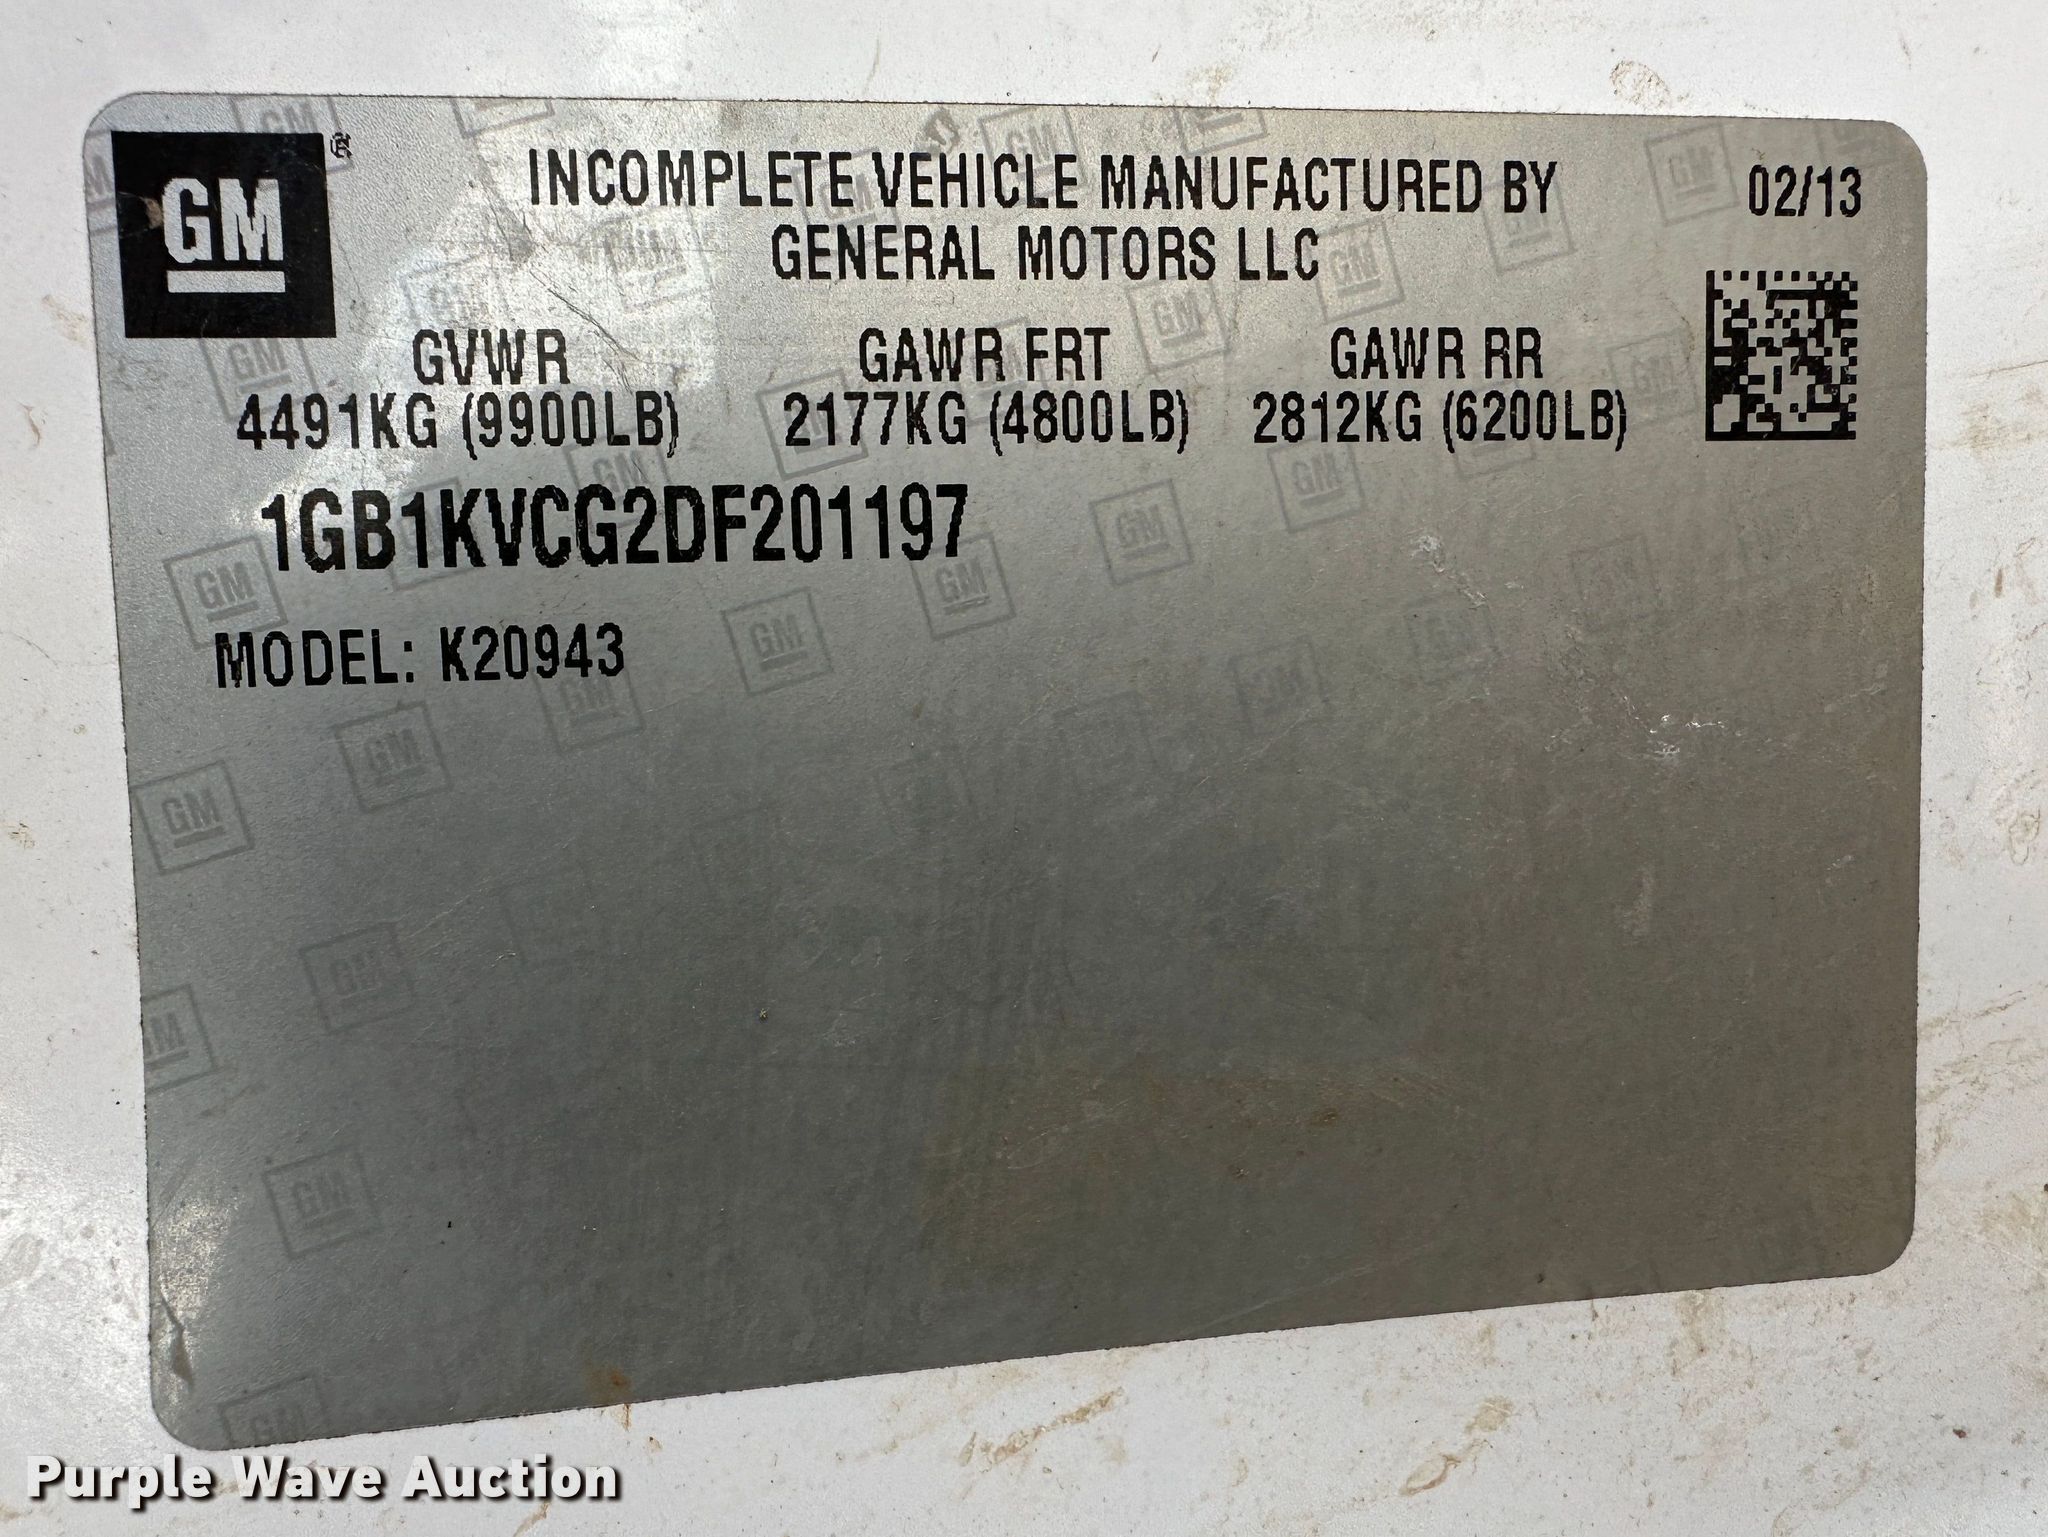 GM
INCOMPLETE VEHICLE MANUFACTURED BY
02/13
GENERAL MOTORS LLC
GVWR GAWR FRT GAWR RR
4491KG (9900LB) 2177KG (4800LB) 2812KG (6200LB)
1GB1KVCG2DF201197
MODEL: K20943
Purple Wave Auction